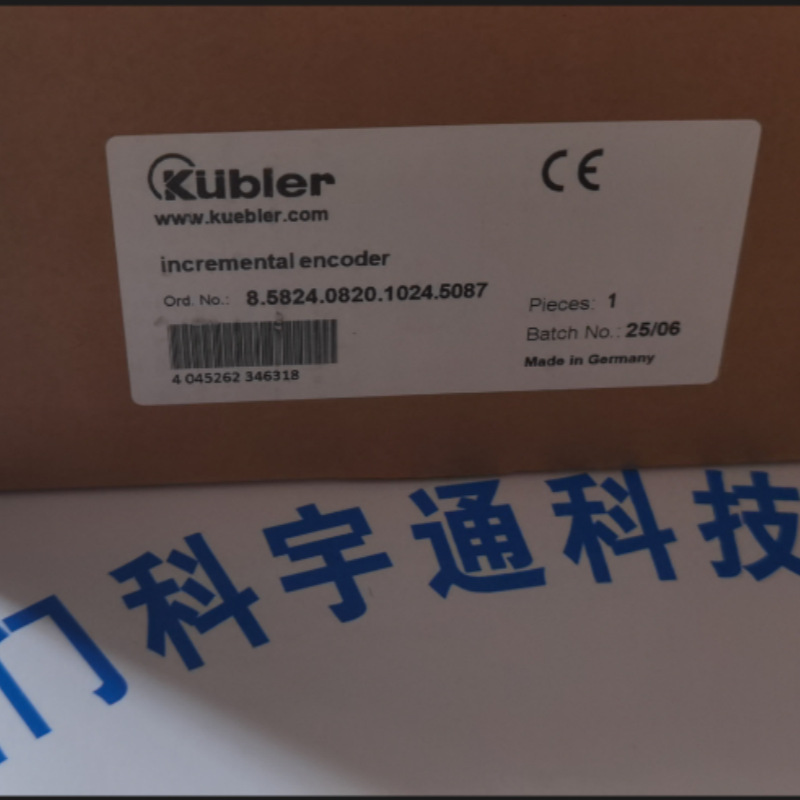 Kübler
www.kuebler.com
CE
incremental encoder
Ord. No.: 8.5824.0820.1024.5087
4 045262 346318
Pieces: 1
Batch No.: 25/06
Made in Germany
门科宇通科技